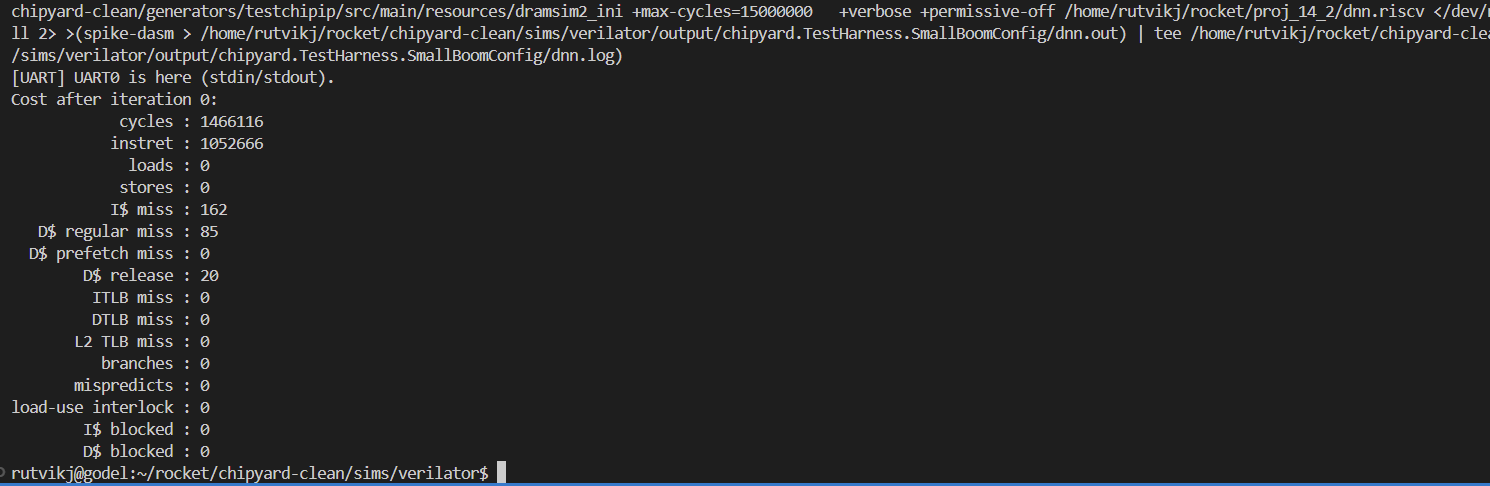 chipyard-clean/generators/testchipip/src/main/resources/dramsim2_ini +max-cycles=15000000   +verbose +permissive-off /home/rutvikj/rocket/proj_14_2/dnn.riscv </dev/
ll 2> >(spike-dasm > /home/rutvikj/rocket/chipyard-clean/sims/verilator/output/chipyard.TestHarness.SmallBoomConfig/dnn.out) | tee /home/rutvikj/rocket/chipyard-cle
/sims/verilator/output/chipyard.TestHarness.SmallBoomConfig/dnn.log)
[UART] UART0 is here (stdin/stdout).
Cost after iteration 0:
cycles : 1466116
instret : 1052666
loads : 0
stores : 0
I$ miss : 162
D$ regular miss : 85
D$ prefetch miss : 0
D$ release : 20
ITLB miss : 0
DTLB miss : 0
L2 TLB miss : 0
branches : 0
mispredicts : 0
load-use interlock : 0
I$ blocked : 0
D$ blocked : 0
rutvikj@godel:~/rocket/chipyard-clean/sims/verilator$